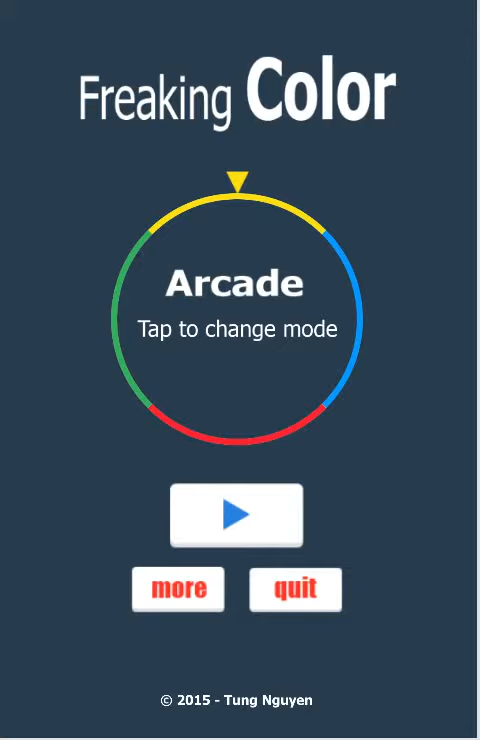 Freaking Color
Arcade
Tap to change mode
more quit
© 2015 - Tung Nguyen